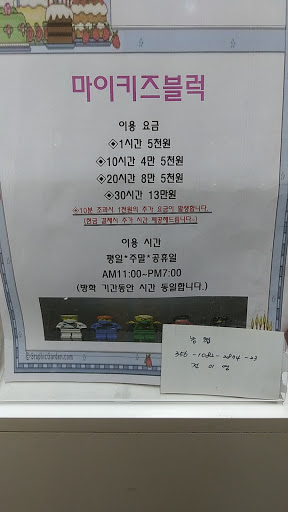 마이키즈블럭
이용 요금
◈1시간 5천원
◈10시간 4만 5천원
◈20시간 8만 5천원
◈30시간 13만원
◈10분 초과시 1천원의 추가 요금이 발생합니다.
(현금 결제시 추가 시간 제공해드립니다.)
이용 시간
평일*주말*공휴일
AM11:00~PM7:00
(방학 기간동안 시간 동일합니다.)
농협
GraphicGarden.com